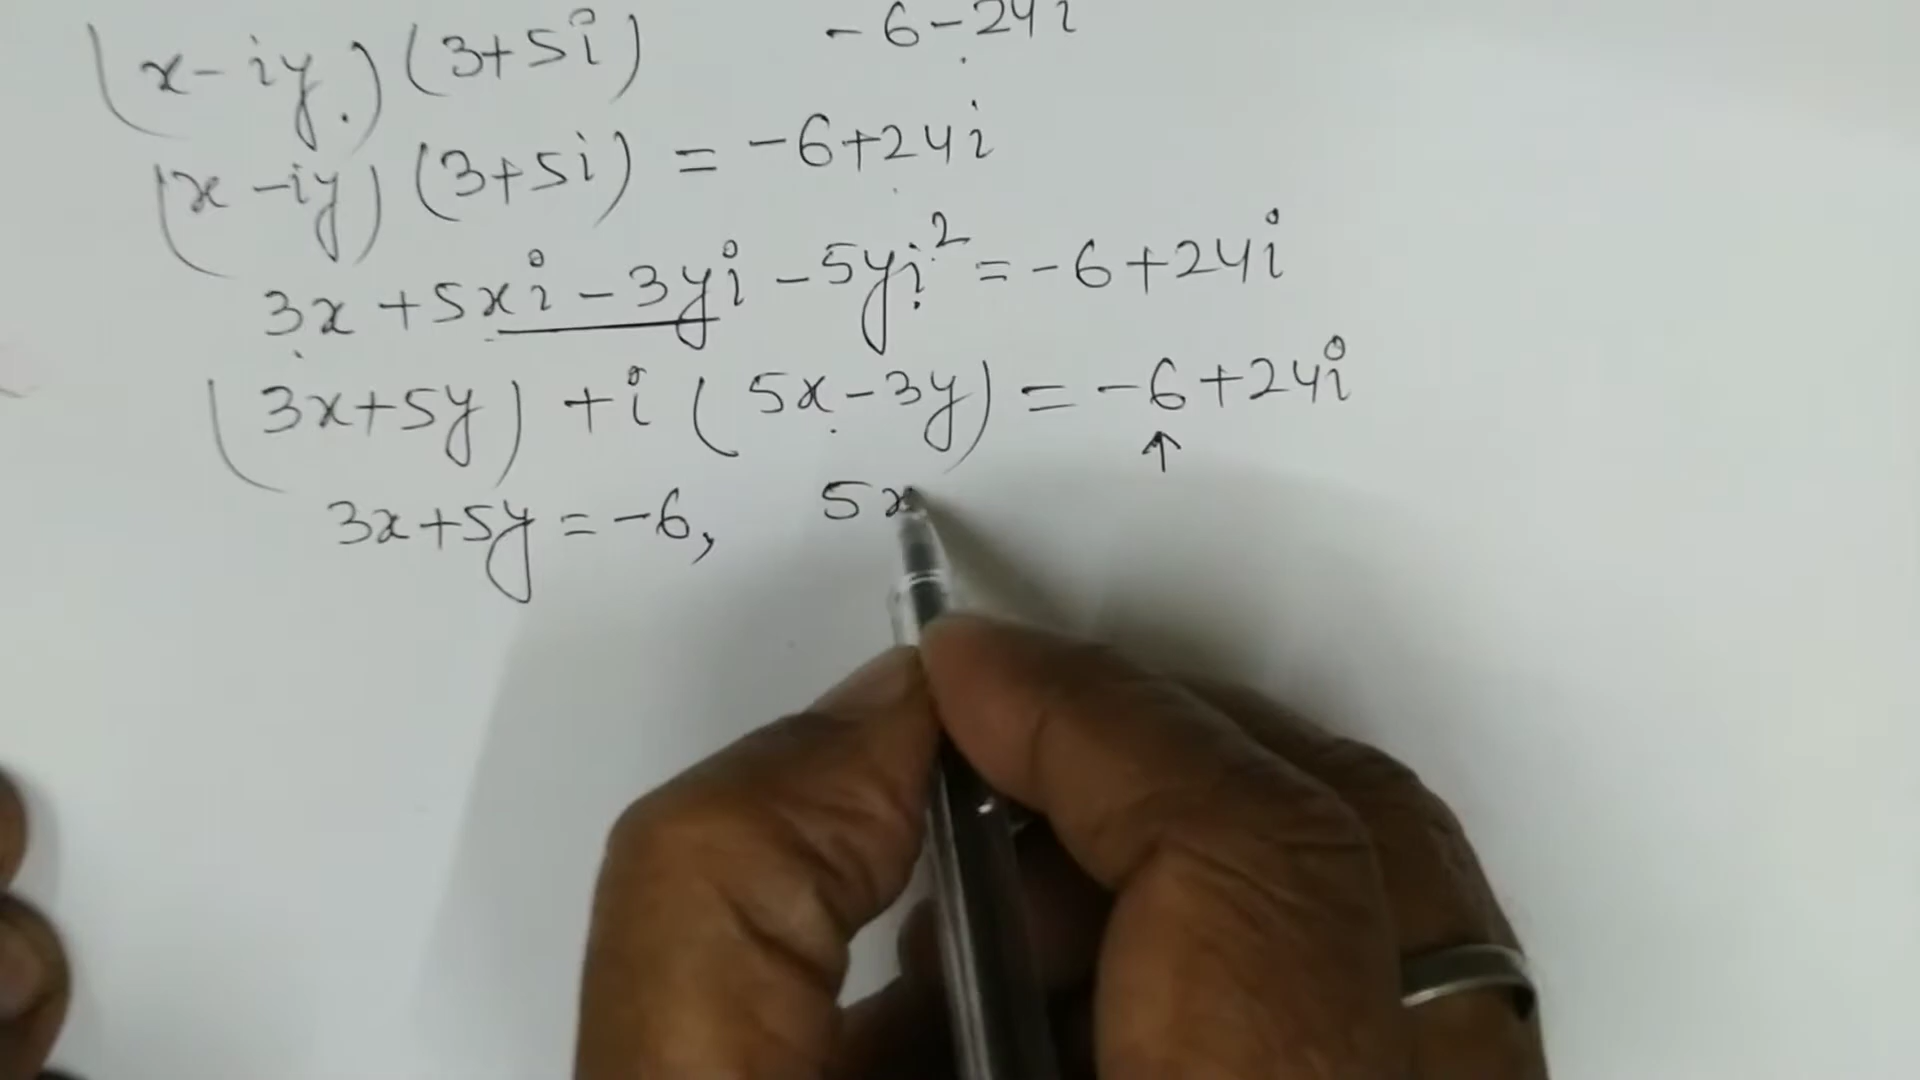 (x-iy)(3+5i) -6-24i
(x-iy)(3+5i) = -6+24i
3x+5xi-3yi-5yi² = -6+24i
(3x+5y)+i(5x-3y) = -6+24i
↑
3x+5y=-6, 5x